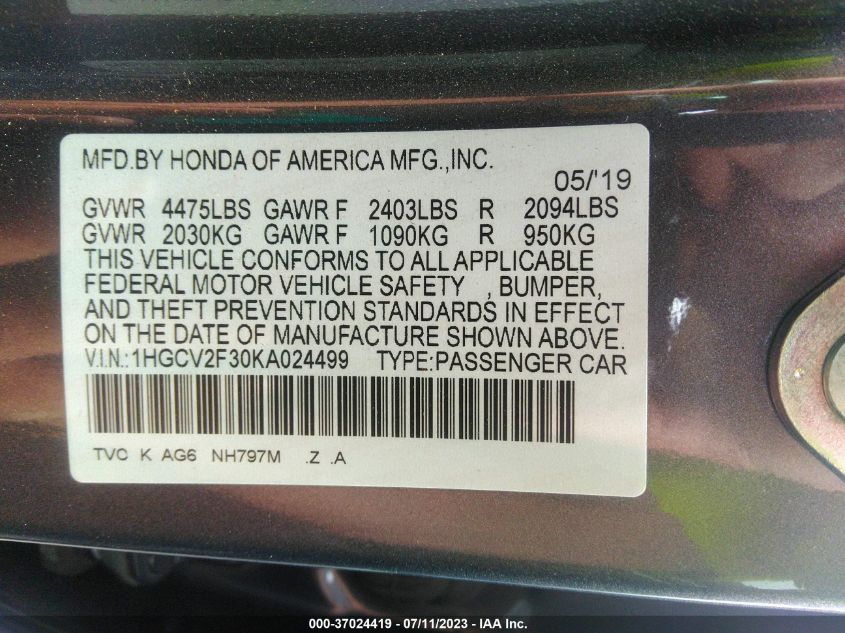 MFD.BY HONDA OF AMERICA MFG.,INC.
05/'19
GVWR 4475LBS GAWR F 2403LBS R 2094LBS
GVWR 2030KG GAWR F 1090KG R 950KG
THIS VEHICLE CONFORMS TO ALL APPLICABLE
FEDERAL MOTOR VEHICLE SAFETY , BUMPER,
AND THEFT PREVENTION STANDARDS IN EFFECT
ON THE DATE OF MANUFACTURE SHOWN ABOVE.
V.I.N.:1HGCV2F30KA024499 TYPE:PASSENGER CAR
TVC K AG6 NH797M .Z .A
000-37024419 - 07/11/2023 - IAA Inc.